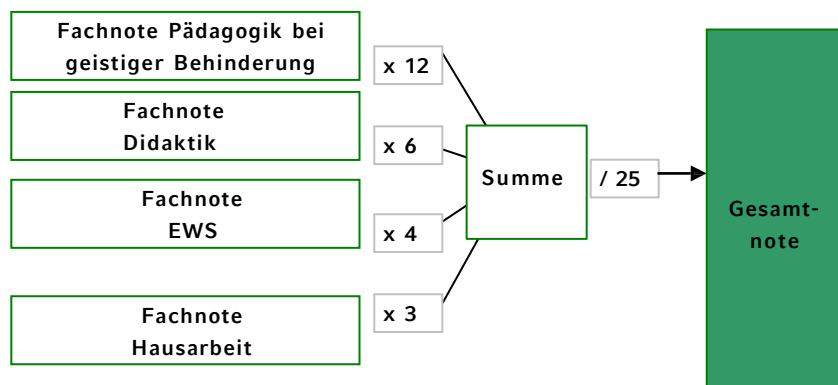 Fachnote Pädagogik bei
geistiger Behinderung
x 12
Fachnote
Didaktik
x 6
Fachnote
EWS
x 4
Fachnote
Hausarbeit
x 3
Summe
/ 25
Gesamt-
note